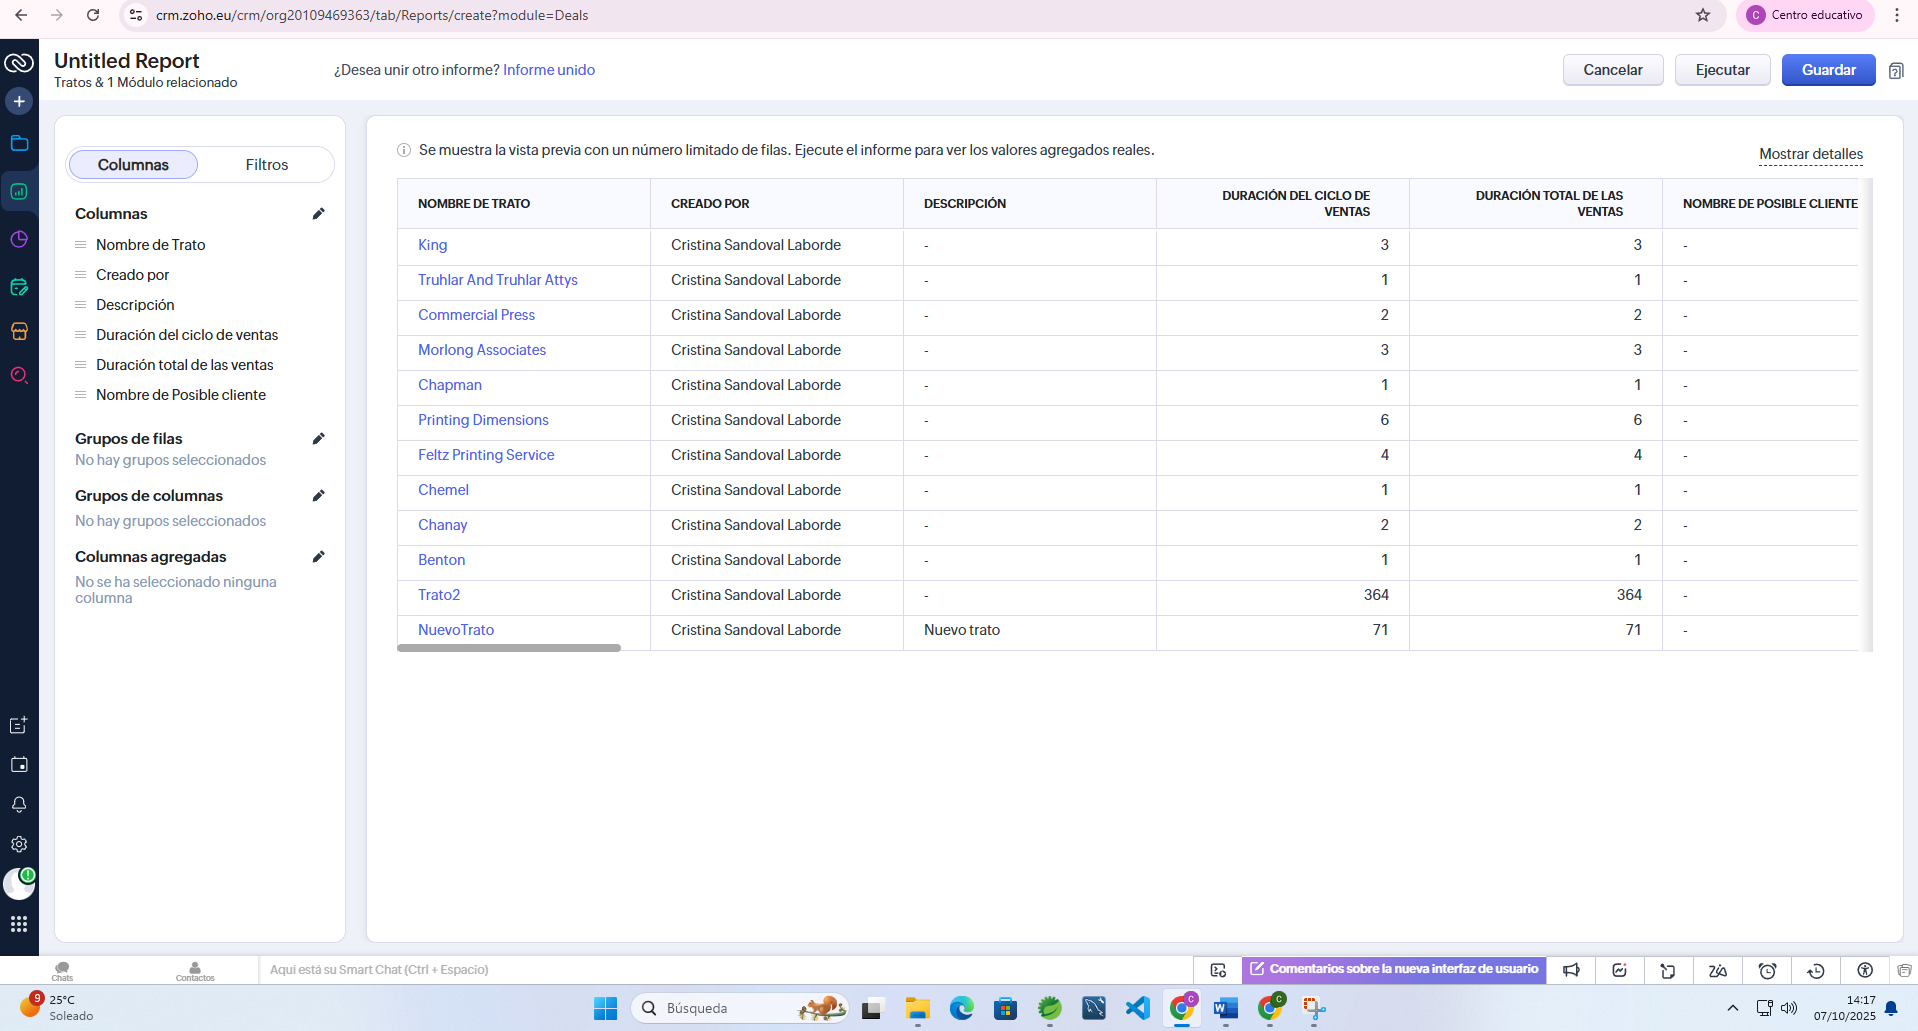 crm.zoho.eu/crm/org20109469363/tab/Reports/create?module=Deals
C Centro educativo
Untitled Report
Tratos & 1 Módulo relacionado
¿Desea unir otro informe? Informe unido
Cancelar
Ejecutar
Guardar
Columnas
Filtros
Columnas
Nombre de Trato
Creado por
Descripción
Duración del ciclo de ventas
Duración total de las ventas
Nombre de Posible cliente
Grupos de filas
No hay grupos seleccionados
Grupos de columnas
No hay grupos seleccionados
Columnas agregadas
No se ha seleccionado ninguna
columna
Se muestra la vista previa con un número limitado de filas. Ejecute el informe para ver los valores agregados reales.
Mostrar detalles
NOMBRE DE TRATO CREADO POR DESCRIPCIÓN DURACIÓN DEL CICLO DE VENTAS DURACIÓN TOTAL DE LAS VENTAS NOMBRE DE POSIBLE CLIENTE
King Cristina Sandoval Laborde - 3 3 -
Truhlar And Truhlar Attys Cristina Sandoval Laborde - 1 1 -
Commercial Press Cristina Sandoval Laborde - 2 2 -
Morlong Associates Cristina Sandoval Laborde - 3 3 -
Chapman Cristina Sandoval Laborde - 1 1 -
Printing Dimensions Cristina Sandoval Laborde - 6 6 -
Feltz Printing Service Cristina Sandoval Laborde - 4 4 -
Chemel Cristina Sandoval Laborde - 1 1 -
Chanay Cristina Sandoval Laborde - 2 2 -
Benton Cristina Sandoval Laborde - 1 1 -
Trato2 Cristina Sandoval Laborde - 364 364 -
NuevoTrato Cristina Sandoval Laborde Nuevo trato 71 71 -
Chats
Contactos
Aquí está su Smart Chat (Ctrl + Espacio)
Comentarios sobre la nueva interfaz de usuario
9
25°C
Soleado
Búsqueda
14:17
07/10/2025